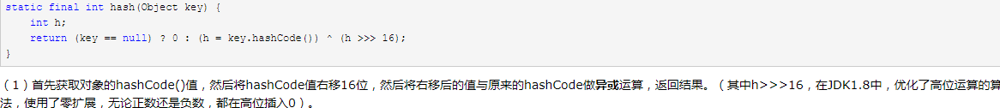 static final int hash(Object key) {
    int h;
    return (key == null) ? 0 : (h = key.hashCode()) ^ (h >>> 16);
}
（1）首先获取对象的hashCode()值，然后将hashCode值右移16位，然后将右移后的值与原来的hashCode做异或运算，返回结果。（其中h>>>16，在JDK1.8中，优化了高位运算的算
法，使用了零扩展，无论正数还是负数，都在高位插入0）。